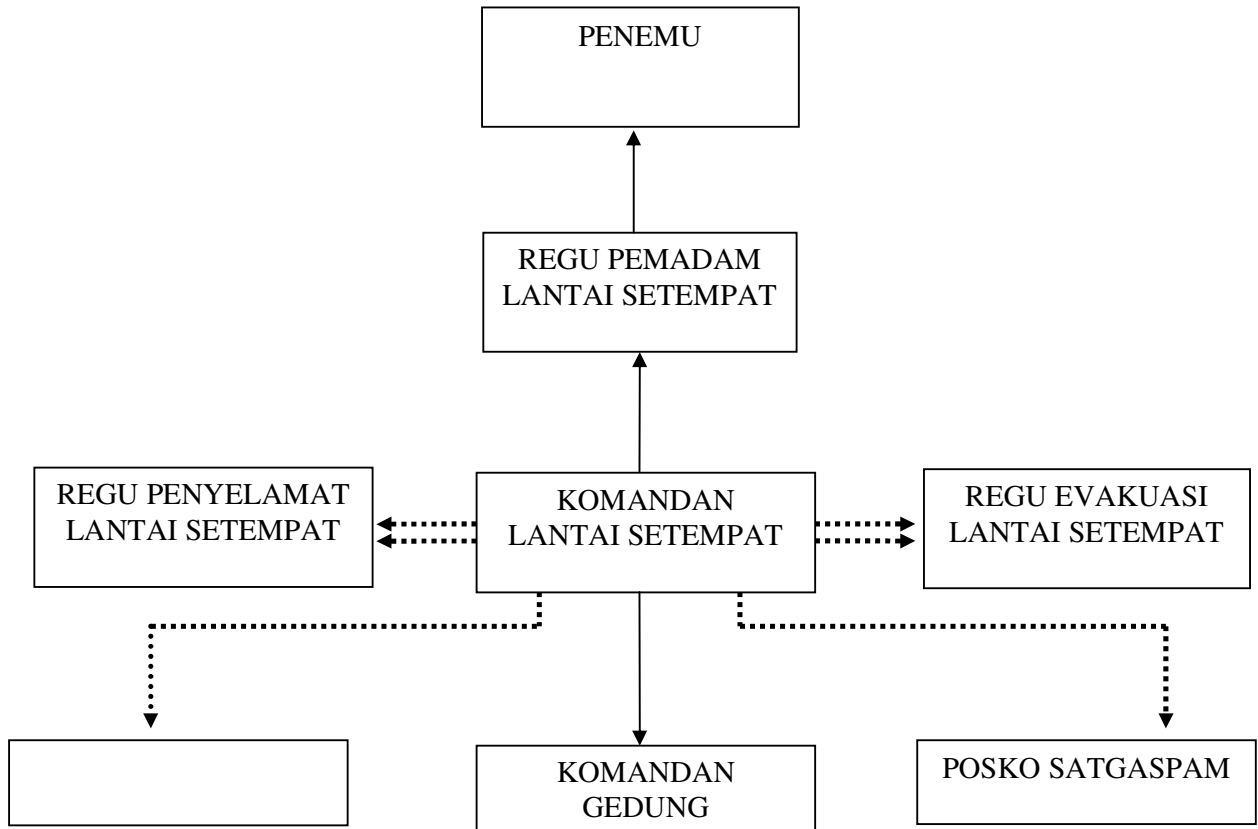 PENEMU
REGU PEMADAM
LANTAI SETEMPAT
REGU PENYELAMAT
LANTAI SETEMPAT
KOMANDAN
LANTAI SETEMPAT
REGU EVAKUASI
LANTAI SETEMPAT
KOMANDAN
GEDUNG
POSKO SATGASPAM